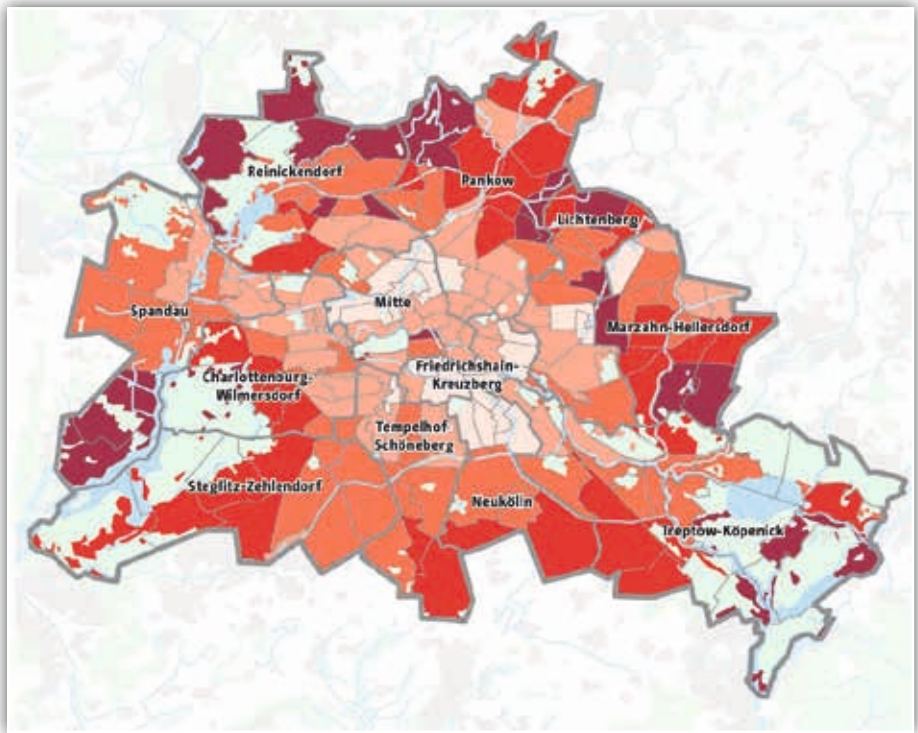 Reinickendorf
Pankow
Lichtenberg
Mitte
Spandau
Marzahn-Hellersdorf
Friedrichshain-
Kreuzberg
Charlottenburg-
Wilmersdorf
Tempelhof
Schöneberg
Steglitz-Zehlendorf
Neukölln
Treptow-Köpenick